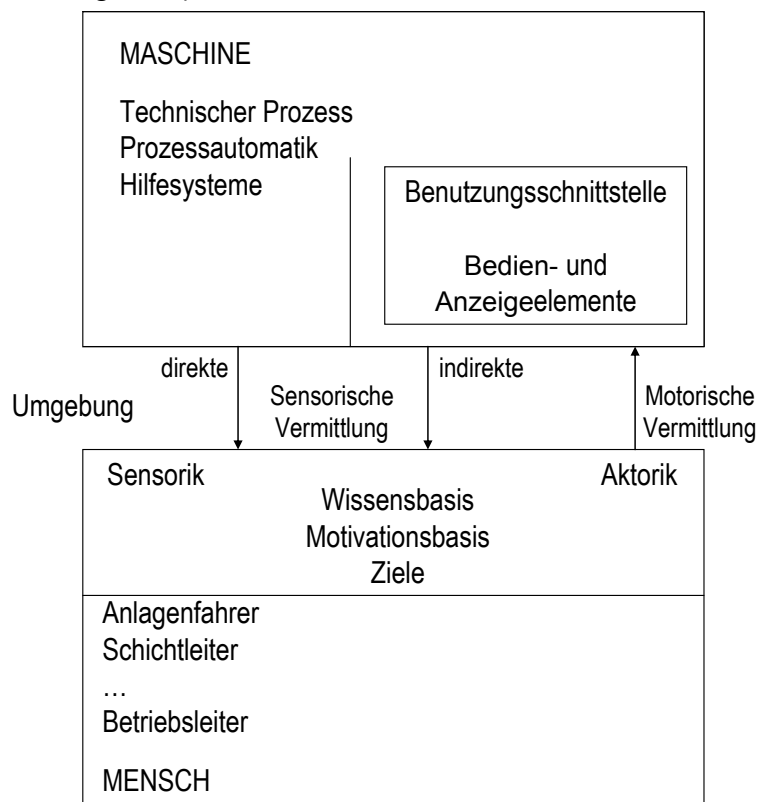 MASCHINE
Technischer Prozess
Prozessautomatik
Hilfesysteme
Benutzungsschnittstelle
Bedien- und
Anzeigeelemente
direkte
indirekte
Umgebung
Sensorische
Vermittlung
Motorische
Vermittlung
Sensorik
Aktorik
Wissensbasis
Motivationsbasis
Ziele
Anlagenfahrer
Schichtleiter
…
Betriebsleiter
MENSCH